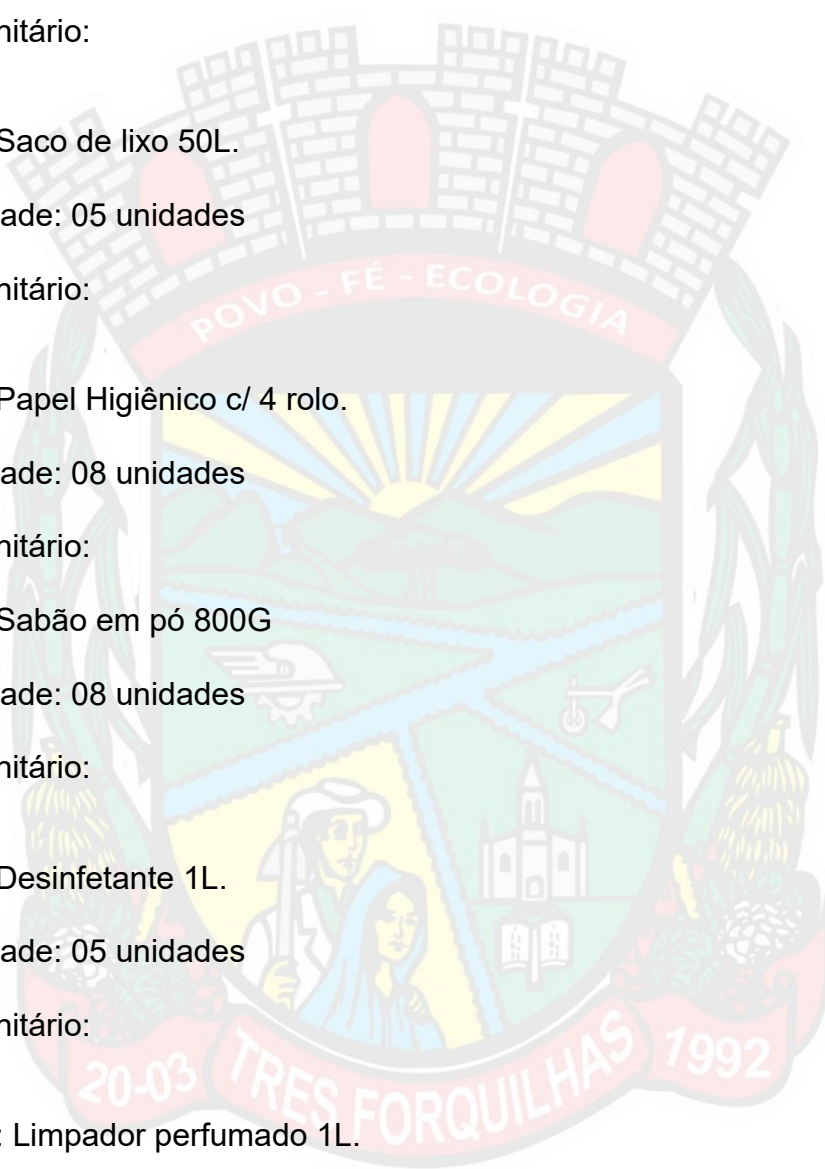 nitário:
Saco de lixo 50L.
ade: 05 unidades
nitário:
POVO - FÉ - ECOLOGIA
Papel Higiênico c/ 4 rolo.
ade: 08 unidades
nitário:
Sabão em pó 800G
ade: 08 unidades
nitário:
Desinfetante 1L.
ade: 05 unidades
nitário:
20-03 TRES FORQUILHAS 1992
: Limpador perfumado 1L.